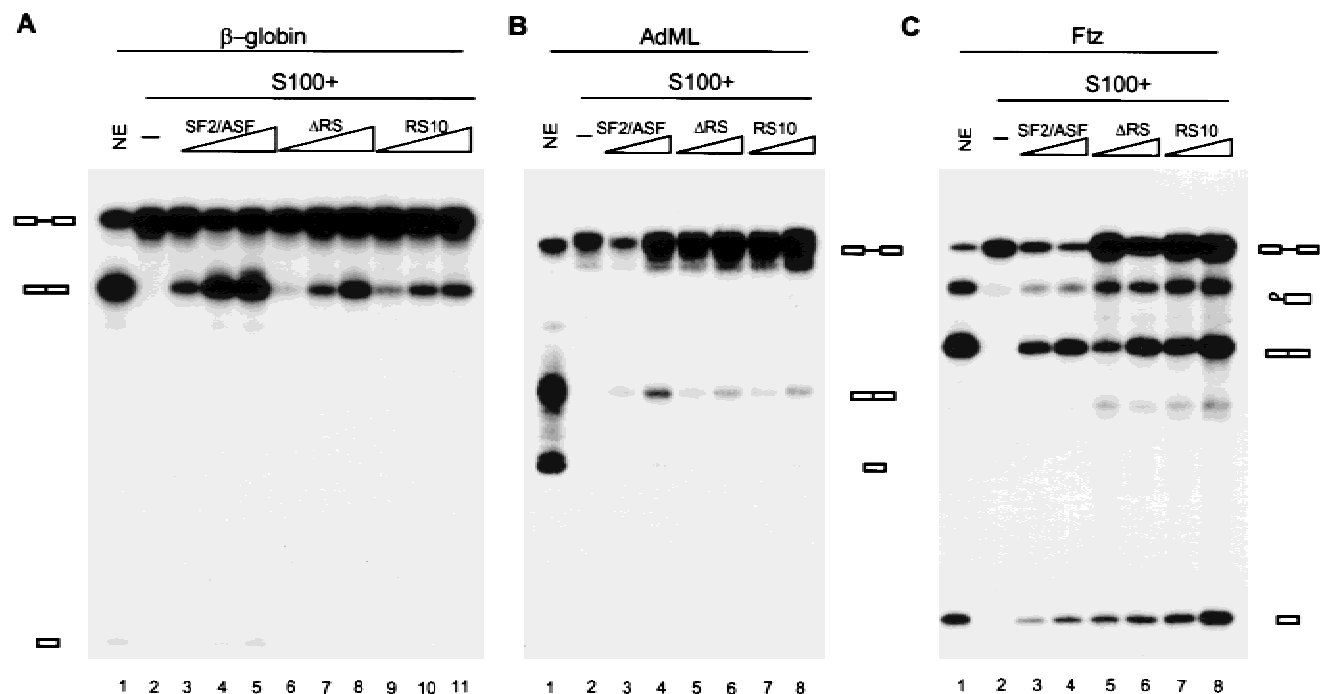 A
β–globin
S100+
NE – SF2/ASF ΔRS RS10
1 2 3 4 5 6 7 8 9 10 11
B
AdML
S100+
NE – SF2/ASF ΔRS RS10
1 2 3 4 5 6 7 8
C
Ftz
S100+
NE – SF2/ASF ΔRS RS10
1 2 3 4 5 6 7 8